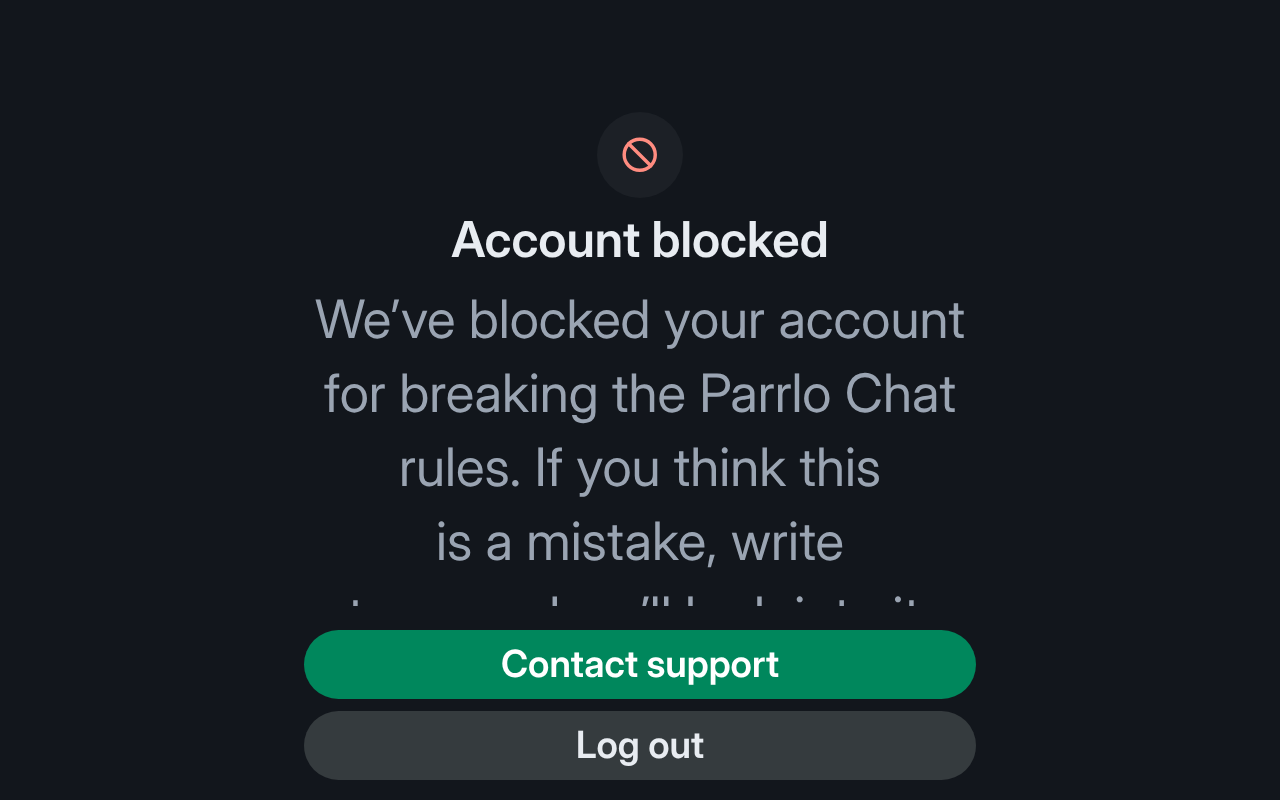 Account blocked
We’ve blocked your account
for breaking the Parrlo Chat
rules. If you think this
is a mistake, write
Contact support
Log out